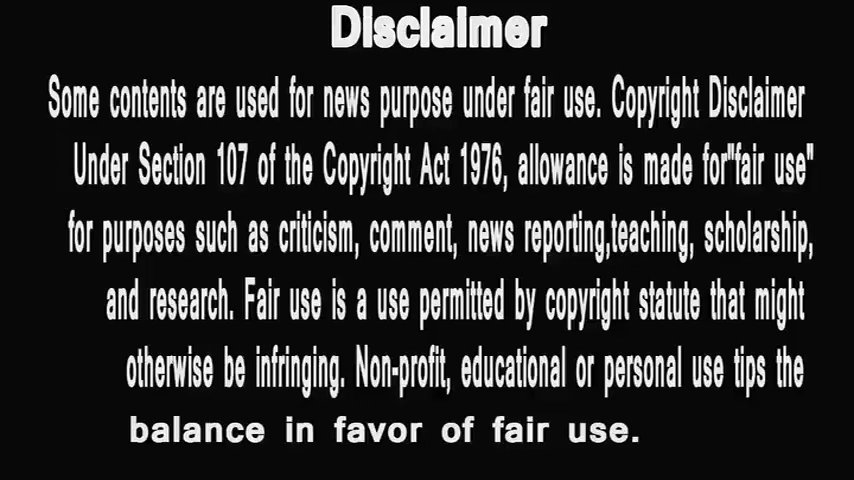 Disclaimer
Some contents are used for news purpose under fair use. Copyright Disclaimer
Under Section 107 of the Copyright Act 1976, allowance is made for"fair use"
for purposes such as criticism, comment, news reporting,teaching, scholarship,
and research. Fair use is a use permitted by copyright statute that might
otherwise be infringing. Non-profit, educational or personal use tips the
balance in favor of fair use.